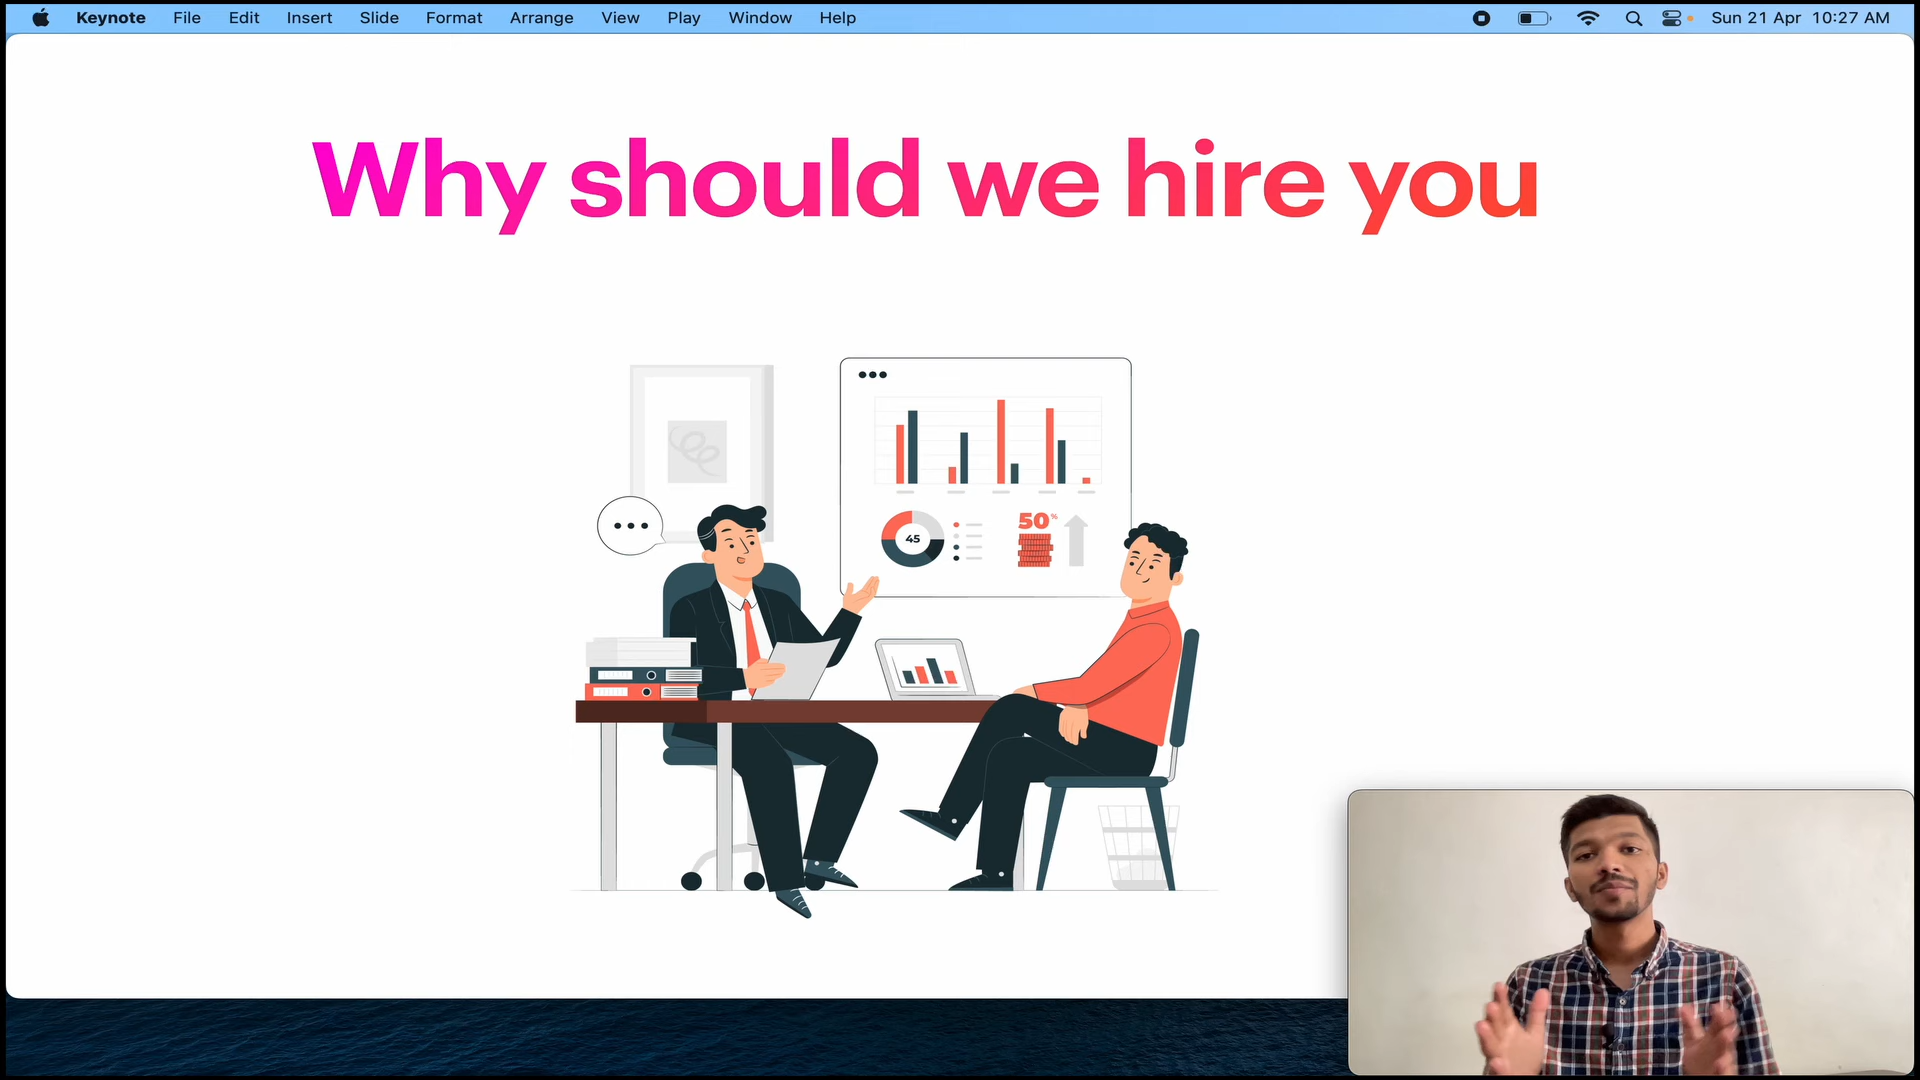 Keynote File Edit Insert Slide Format Arrange View Play Window Help Sun 21 Apr 10:27 AM
Why should we hire you
45
50%